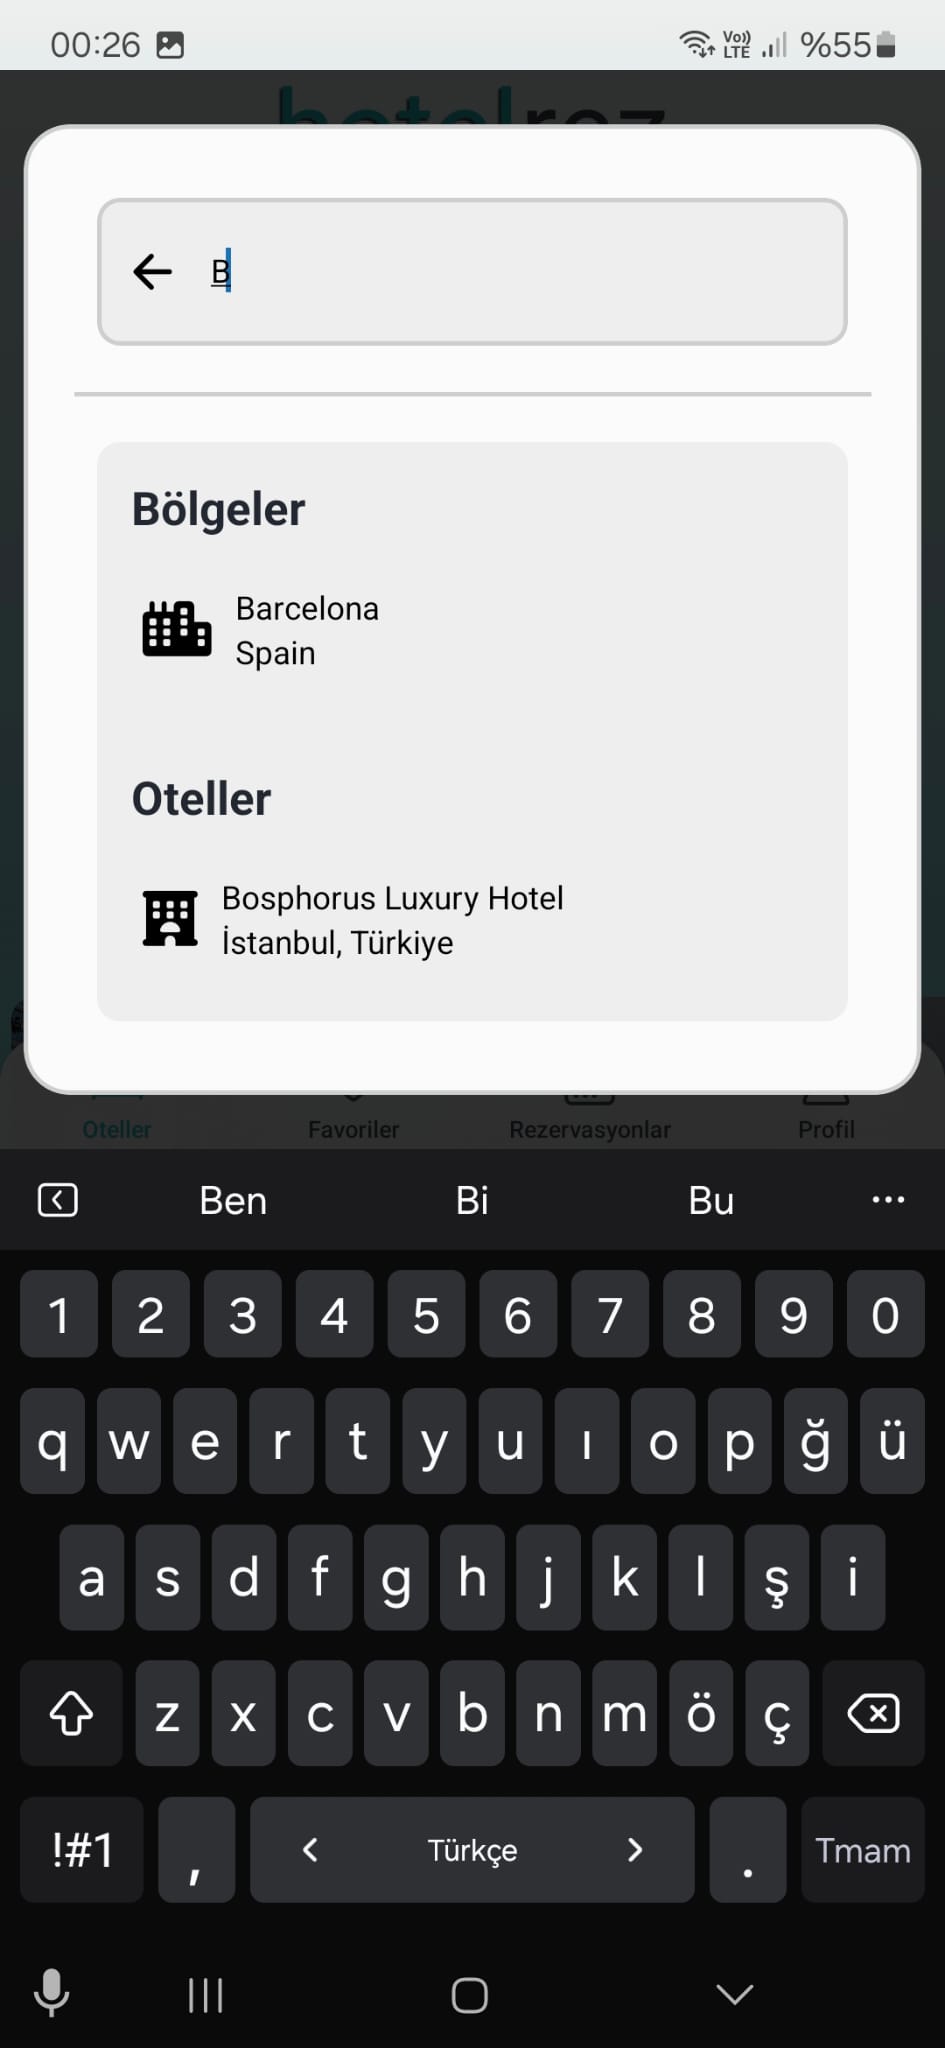 00:26 Vo)) LTE %55
hotelrez
B
Bölgeler
Barcelona
Spain
Oteller
Bosphorus Luxury Hotel
İstanbul, Türkiye
Oteller Favoriler Rezervasyonlar Profil
Ben Bi Bu ...
1 2 3 4 5 6 7 8 9 0
q w e r t y u ı o p ğ ü
a s d f g h j k l ş i
z x c v b n m ö ç
!#1 , < Türkçe > . Tmam